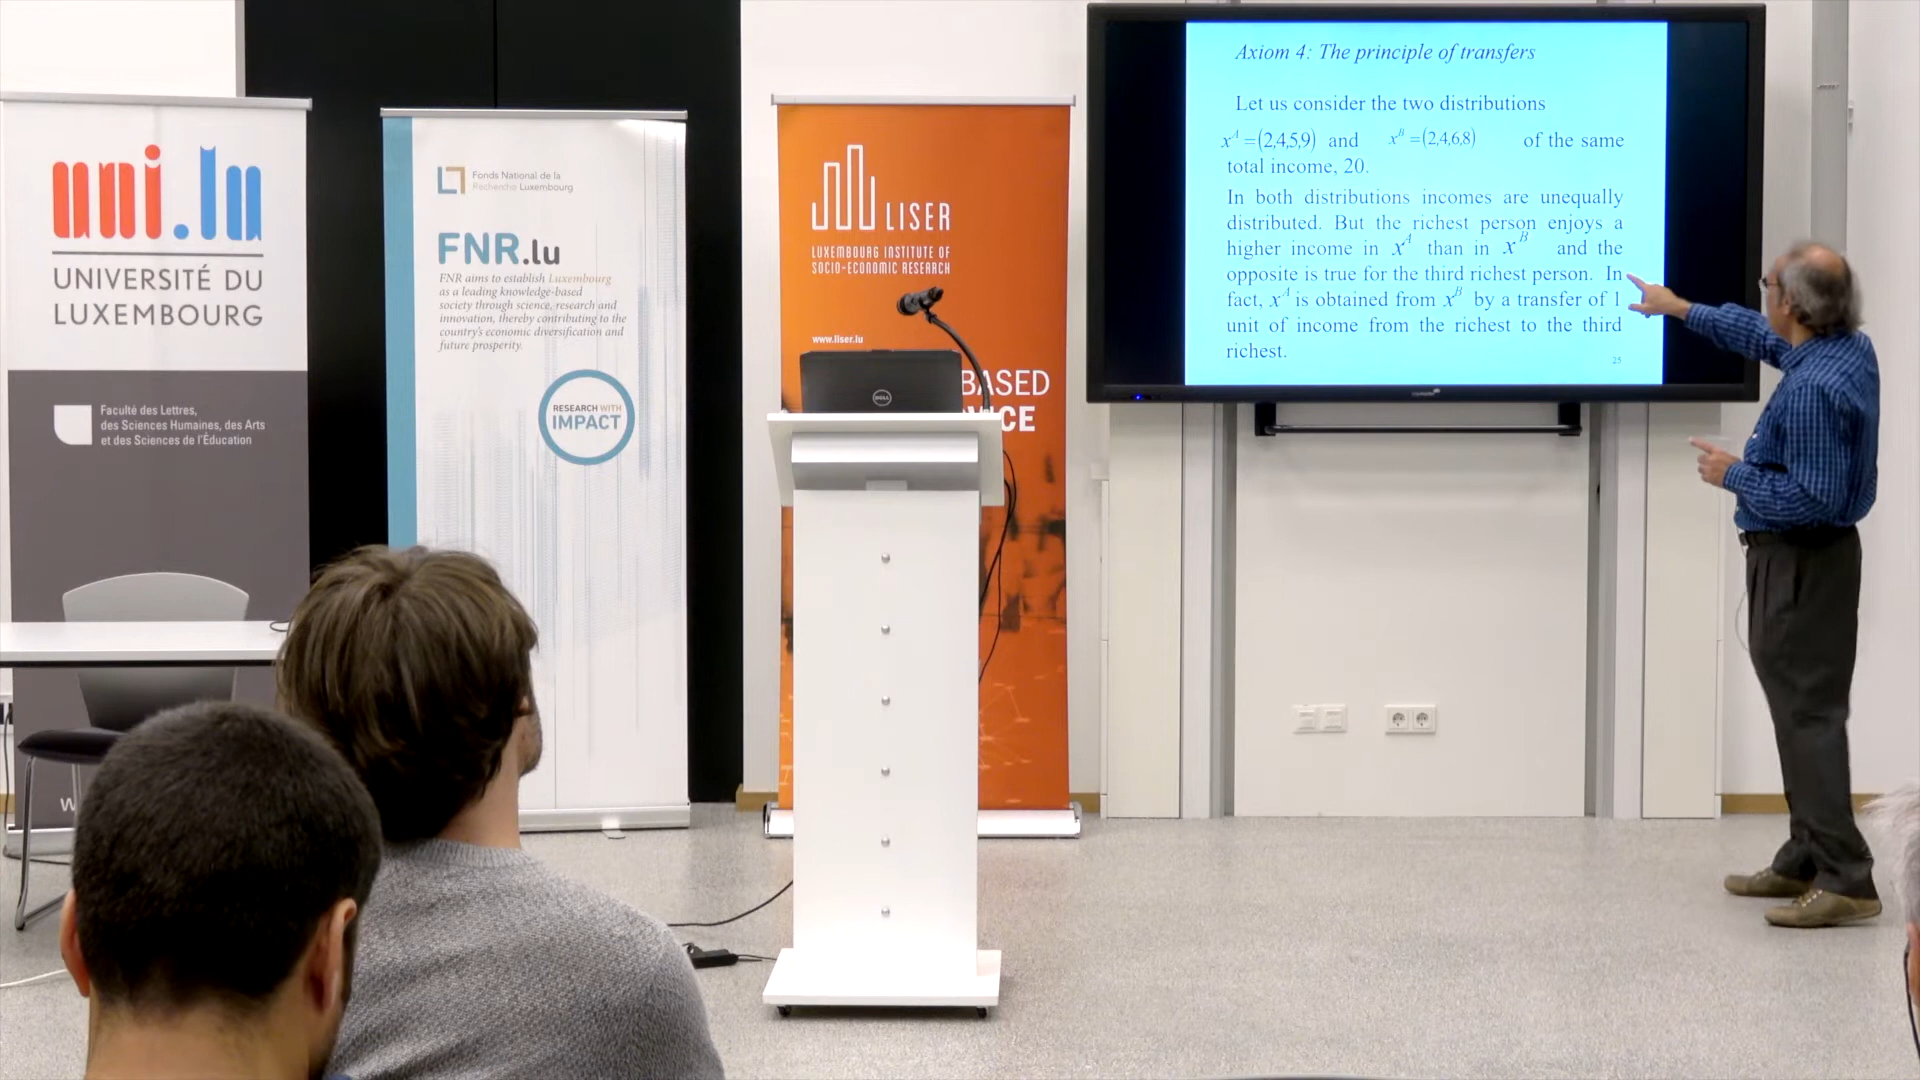 uni.lu
UNIVERSITÉ DU
LUXEMBOURG
Faculté des Lettres,
des Sciences Humaines, des Arts
et des Sciences de l'Éducation
W
Fonds National de la
Recherche Luxembourg
FNR.lu
FNR aims to establish Luxembourg
as a leading knowledge-based
society through science, research and
innovation, thereby contributing to the
country's economic diversification and
future prosperity.
RESEARCH WITH
IMPACT
LISER
LUXEMBOURG INSTITUTE OF
SOCIO-ECONOMIC RESEARCH
www.liser.lu
BASED
ICE
DELL
Axiom 4: The principle of transfers
Let us consider the two distributions
x^A = (2,4,5,9) and x^B = (2,4,6,8) of the same
total income, 20.
In both distributions incomes are unequally
distributed. But the richest person enjoys a
higher income in x^A than in x^B and the
opposite is true for the third richest person. In
fact, x^A is obtained from x^B by a transfer of 1
unit of income from the richest to the third
richest.
25